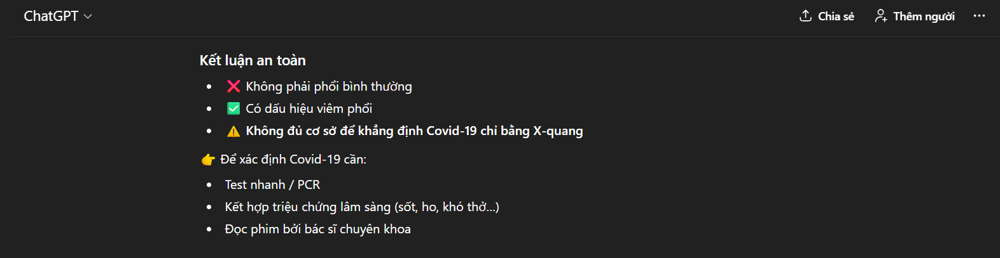 ChatGPT
Chia sẻ
Thêm người
Kết luận an toàn
• ❌ Không phải phổi bình thường
• ✅ Có dấu hiệu viêm phổi
• ⚠️ Không đủ cơ sở để khẳng định Covid-19 chỉ bằng X-quang
👉 Để xác định Covid-19 cần:
• Test nhanh / PCR
• Kết hợp triệu chứng lâm sàng (sốt, ho, khó thở...)
• Đọc phim bởi bác sĩ chuyên khoa